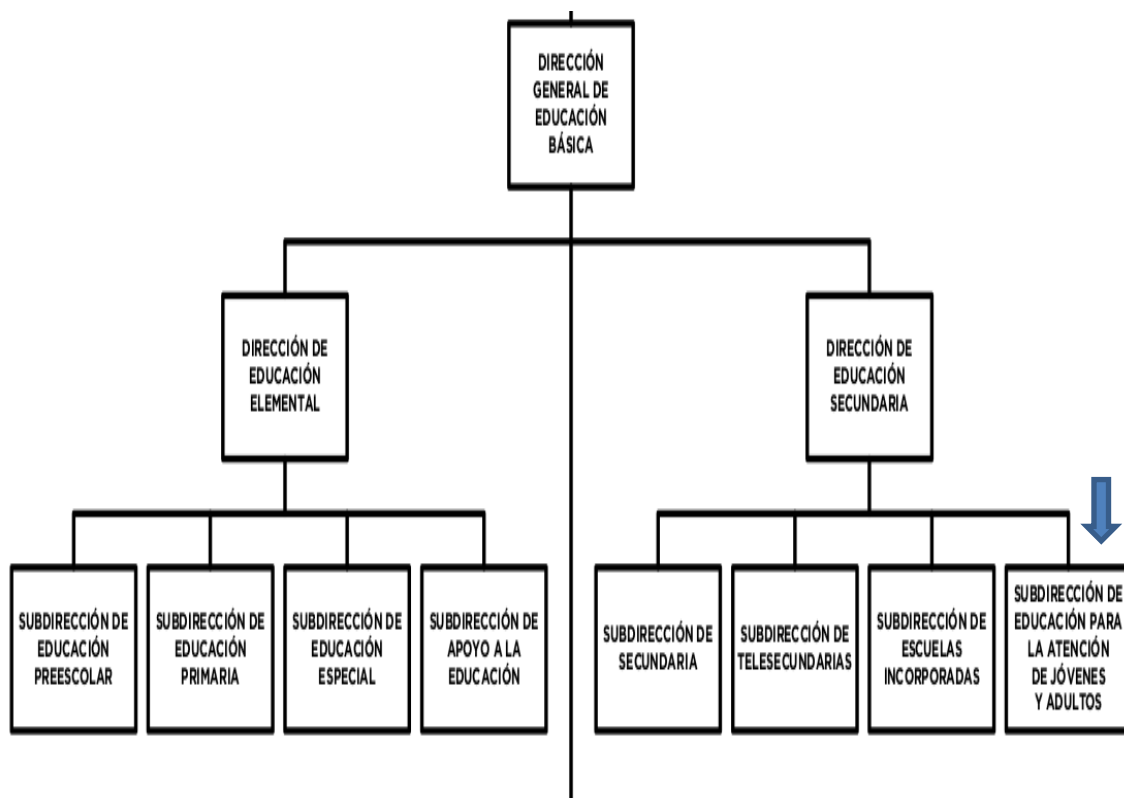 DIRECCIÓN
GENERAL DE
EDUCACIÓN
BÁSICA
DIRECCIÓN DE
EDUCACIÓN
ELEMENTAL
DIRECCIÓN DE
EDUCACIÓN
SECUNDARIA
SUBDIRECCIÓN DE
EDUCACIÓN
PREESCOLAR
SUBDIRECCIÓN DE
EDUCACIÓN
PRIMARIA
SUBDIRECCIÓN DE
EDUCACIÓN
ESPECIAL
SUBDIRECCIÓN DE
APOYO A LA
EDUCACIÓN
SUBDIRECCIÓN DE
SECUNDARIA
SUBDIRECCIÓN DE
TELESECUNDARIAS
SUBDIRECCIÓN DE
ESCUELAS
INCORPORADAS
SUBDIRECCIÓN DE
EDUCACIÓN PARA
LA ATENCIÓN
DE JÓVENES
Y ADULTOS